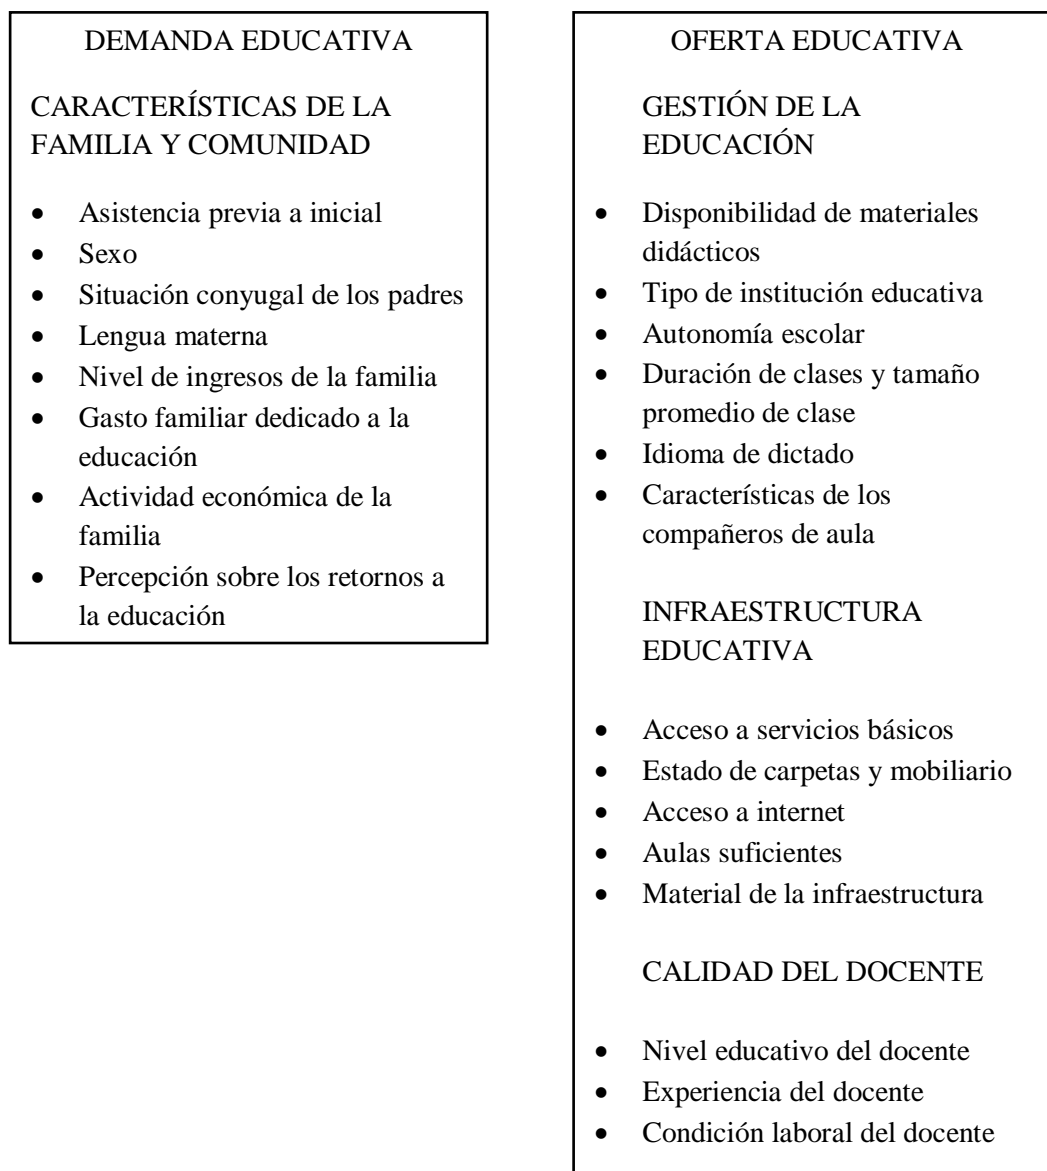 DEMANDA EDUCATIVA
CARACTERÍSTICAS DE LA
FAMILIA Y COMUNIDAD
• Asistencia previa a inicial
• Sexo
• Situación conyugal de los padres
• Lengua materna
• Nivel de ingresos de la familia
• Gasto familiar dedicado a la
educación
• Actividad económica de la
familia
• Percepción sobre los retornos a
la educación
OFERTA EDUCATIVA
GESTIÓN DE LA
EDUCACIÓN
• Disponibilidad de materiales
didácticos
• Tipo de institución educativa
• Autonomía escolar
• Duración de clases y tamaño
promedio de clase
• Idioma de dictado
• Características de los
compañeros de aula
INFRAESTRUCTURA
EDUCATIVA
• Acceso a servicios básicos
• Estado de carpetas y mobiliario
• Acceso a internet
• Aulas suficientes
• Material de la infraestructura
CALIDAD DEL DOCENTE
• Nivel educativo del docente
• Experiencia del docente
• Condición laboral del docente